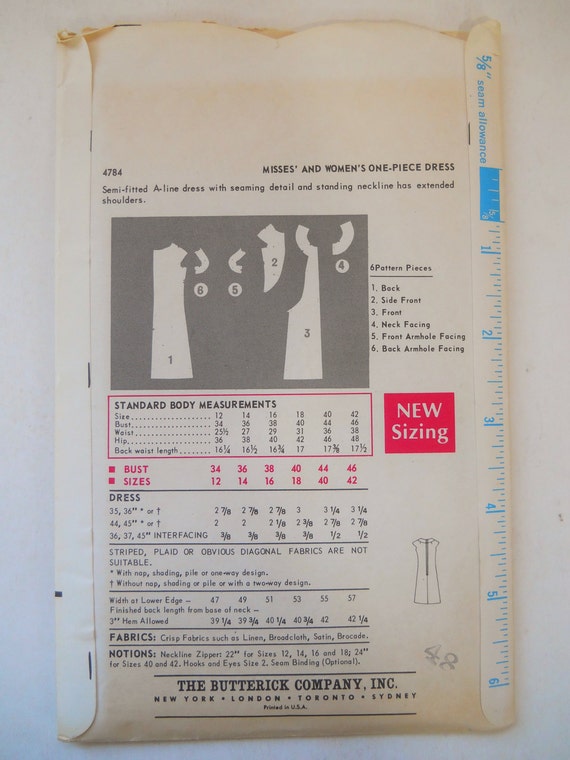 5/8" seam allowance
4784 MISSES' AND WOMEN'S ONE-PIECE DRESS
Semi-fitted A-line dress with seaming detail and standing neckline has extended
shoulders.
1
6
5
2
3
4
6 Pattern Pieces
1. Back
2. Side Front
3. Front
4. Neck Facing
5. Front Armhole Facing
6. Back Armhole Facing
STANDARD BODY MEASUREMENTS
Size 12 14 16 18 40 42
Bust 34 36 38 40 44 46
Waist 25½ 27 29 31 36 38
Hip 36 38 40 42 46 48
Back waist length 16¼ 16½ 16¾ 17 17⅜ 17½
NEW
Sizing
BUST 34 36 38 40 44 46
SIZES 12 14 16 18 40 42
DRESS
35, 36" * or † 2 7/8 2 7/8 2 7/8 3 3 1/4 3 1/4
44, 45" * or † 2 2 2 1/8 2 3/8 2 7/8 2 7/8
36, 37, 45" INTERFACING 3/8 3/8 3/8 3/8 1/2 1/2
STRIPED, PLAID OR OBVIOUS DIAGONAL FABRICS ARE NOT
SUITABLE.
* With nap, shading, pile or one-way design.
† Without nap, shading or pile or with a two-way design.
Width at Lower Edge — 47 49 51 53 55 57
Finished back length from base of neck —
3" Hem Allowed 39 1/4 39 3/4 40 1/4 40 3/4 42 42 1/4
FABRICS: Crisp Fabrics such as Linen, Broadcloth, Satin, Brocade.
NOTIONS: Neckline Zipper: 22" for Sizes 12, 14, 16 and 18; 24"
for Sizes 40 and 42. Hooks and Eyes Size 2. Seam Binding (Optional).
THE BUTTERICK COMPANY, INC.
NEW YORK • LONDON • TORONTO • SYDNEY
Printed in U.S.A.
48
5/8
1
2
3
4
5
6